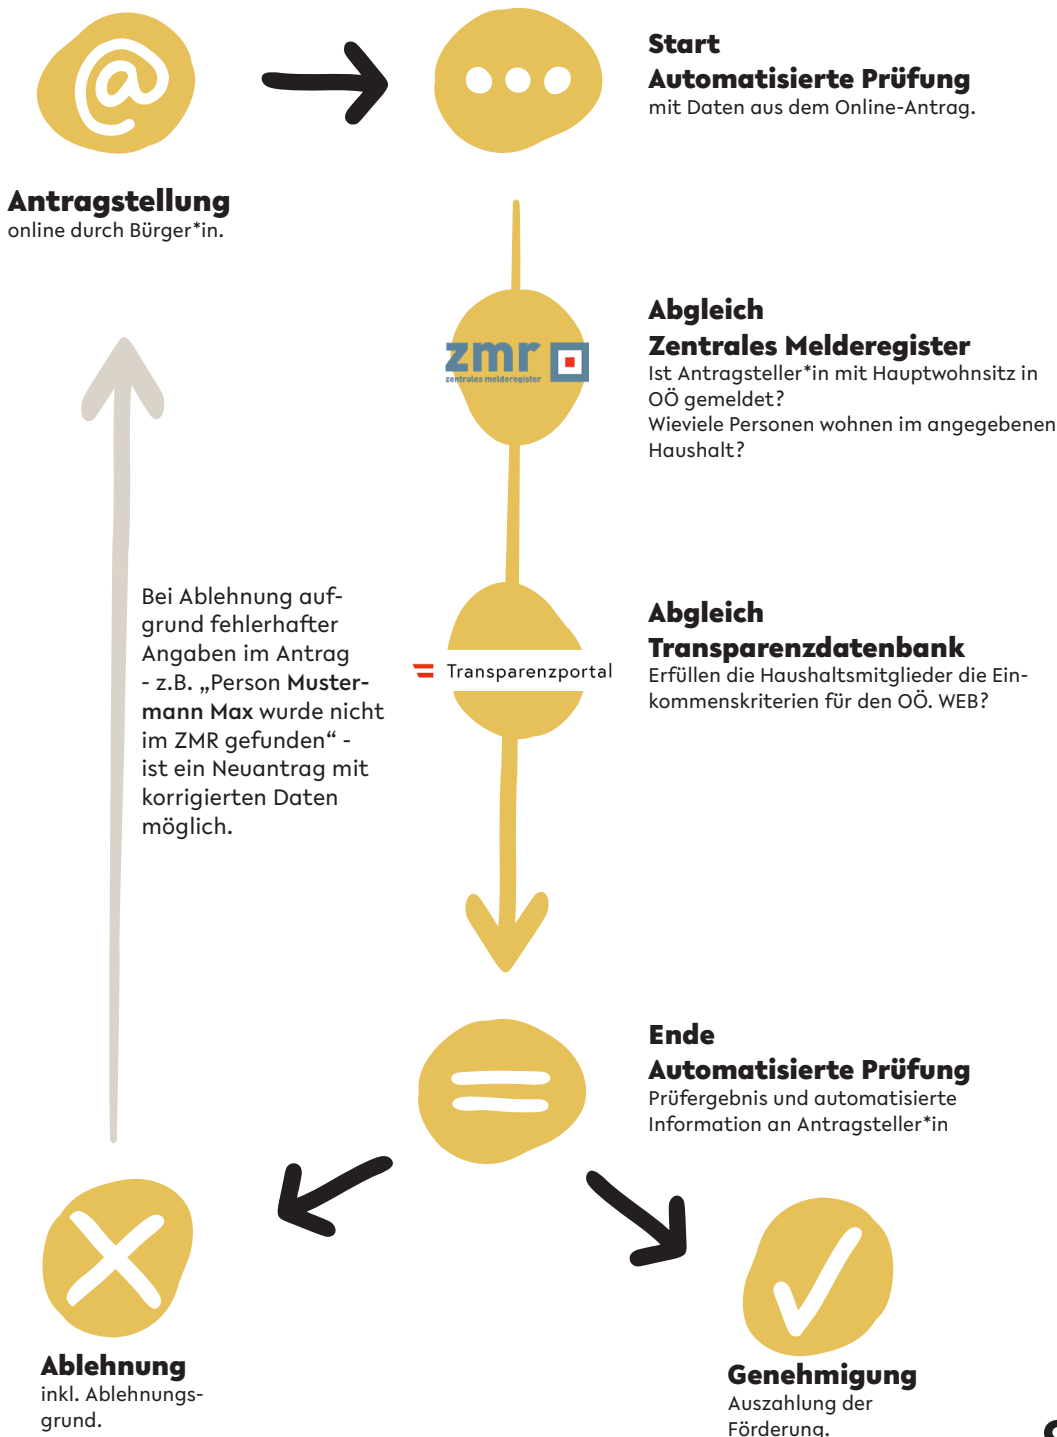 @
Start
Automatisierte Prüfung
mit Daten aus dem Online-Antrag.
Antragstellung
online durch Bürger*in.
zmr
zentrales melderegister
Abgleich
Zentrales Melderegister
Ist Antragsteller*in mit Hauptwohnsitz in
OÖ gemeldet?
Wieviele Personen wohnen im angegebenen
Haushalt?
Bei Ablehnung auf-
grund fehlerhafter
Angaben im Antrag
- z.B. „Person Muster-
mann Max wurde nicht
im ZMR gefunden“ -
ist ein Neuantrag mit
korrigierten Daten
möglich.
Transparenzportal
Abgleich
Transparenzdatenbank
Erfüllen die Haushaltsmitglieder die Ein-
kommenskriterien für den OÖ. WEB?
Ende
Automatisierte Prüfung
Prüfergebnis und automatisierte
Information an Antragsteller*in
Ablehnung
inkl. Ablehnungs-
grund.
Genehmigung
Auszahlung der
Förderung.